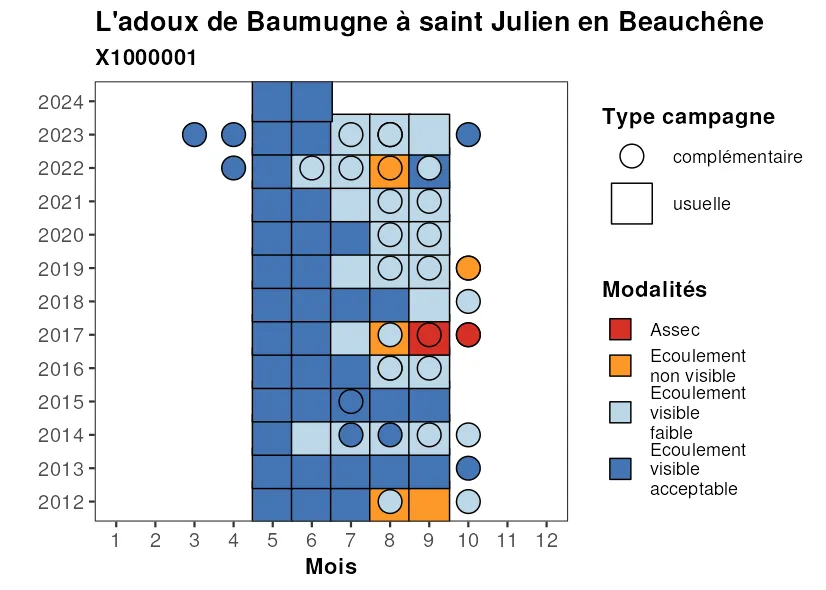 L'adoux de Baumugne à saint Julien en Beauchêne
X1000001
2024
2023
2022
2021
2020
2019
2018
2017
2016
2015
2014
2013
2012
1 2 3 4 5 6 7 8 9 10 11 12
Mois
Type campagne
complémentaire
usuelle
Modalités
Assec
Ecoulement
non visible
Ecoulement
visible
faible
Ecoulement
visible
acceptable